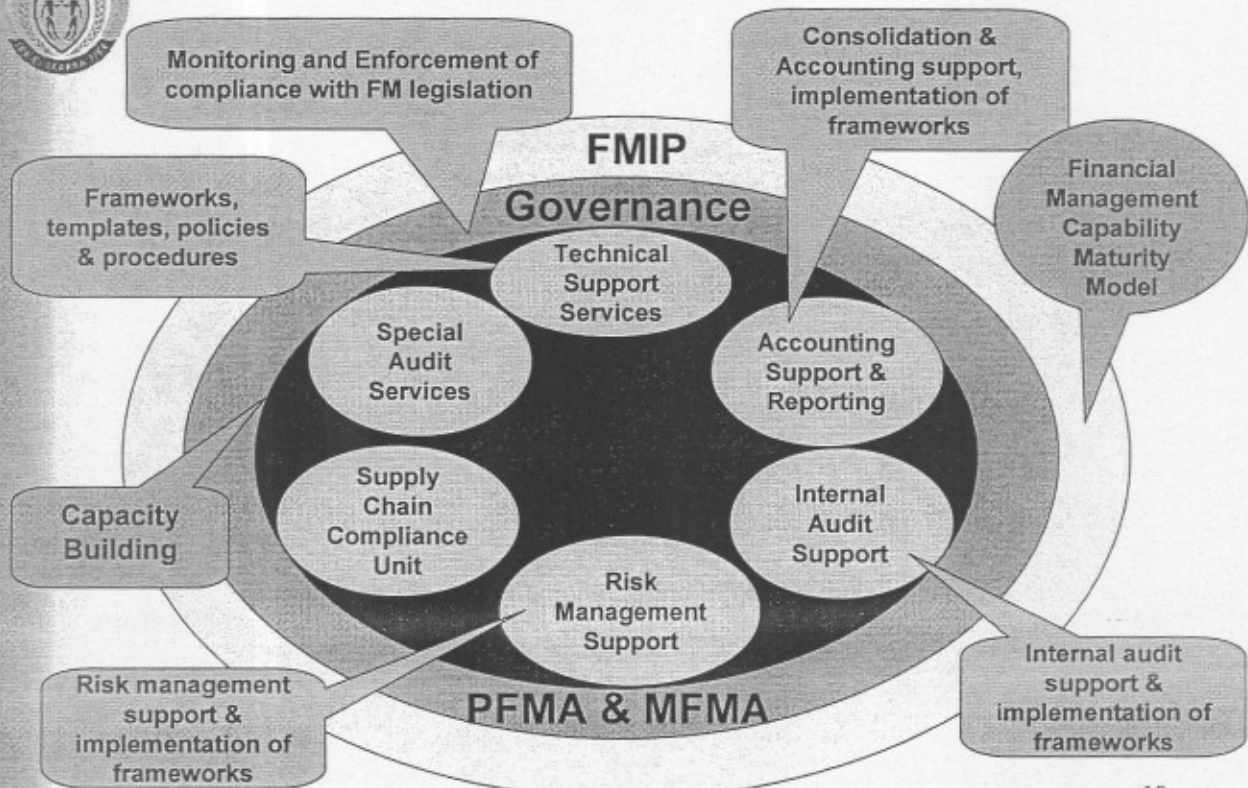 Monitoring and Enforcement of
compliance with FM legislation
Consolidation &
Accounting support,
implementation of
frameworks
FMIP
Financial
Management
Capability
Maturity
Model
Frameworks,
templates, policies
& procedures
Governance
Technical
Support
Services
Special
Audit
Services
Accounting
Support &
Reporting
Capacity
Building
Supply
Chain
Compliance
Unit
Internal
Audit
Support
Risk
Management
Support
Risk management
support &
implementation of
frameworks
PFMA & MFMA
Internal audit
support &
implementation of
frameworks